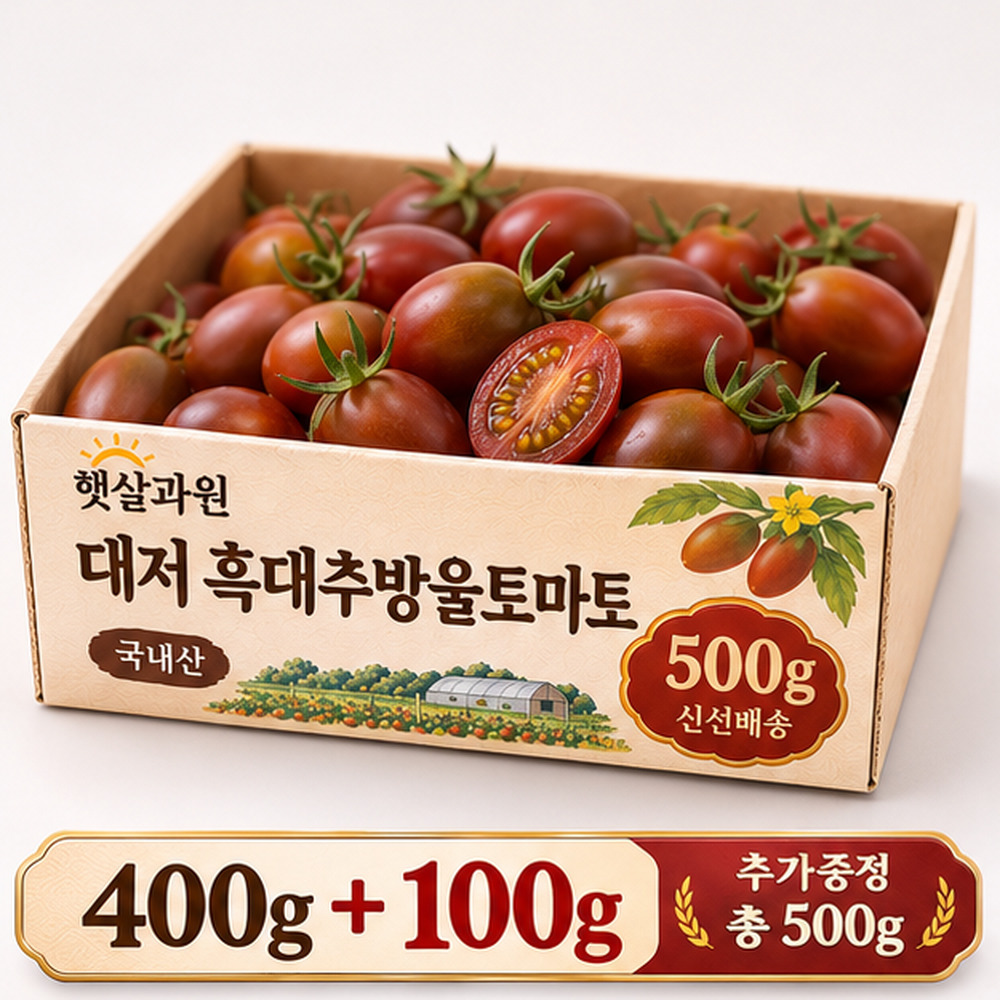 햇살과원
대저 흑대추방울토마토
국내산
500g
신선배송
400g + 100g
추가증정
총 500g